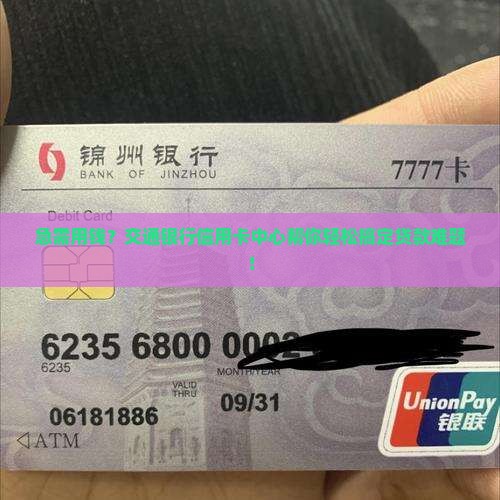 锦州银行
BANK OF JINZHOU
7777卡
Debit Card
急需用钱？交通银行信用卡中心帮你轻松搞定贷款难题
！
6235 6800 0002
6235
MONTH/YEAR
VALID
THRU
09/31
06181886
◁ATM
UnionPay
银联